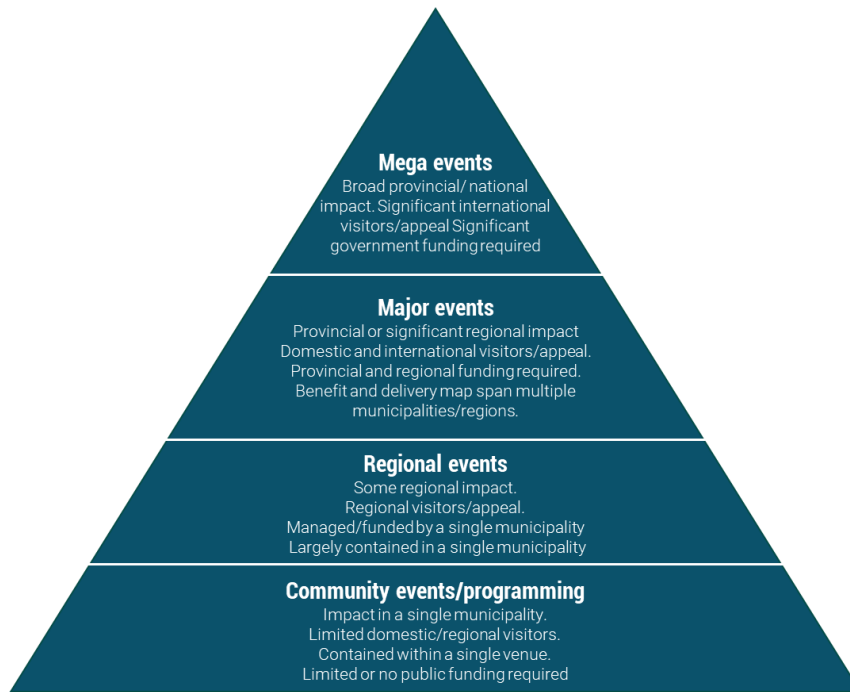 Mega events
Broad provincial/ national
impact. Significant international
visitors/appeal Significant
government funding required
Major events
Provincial or significant regional impact
Domestic and international visitors/appeal.
Provincial and regional funding required.
Benefit and delivery map span multiple
municipalities/regions.
Regional events
Some regional impact.
Regional visitors/appeal.
Managed/funded by a single municipality
Largely contained in a single municipality
Community events/programming
Impact in a single municipality.
Limited domestic/regional visitors.
Contained within a single venue.
Limited or no public funding required